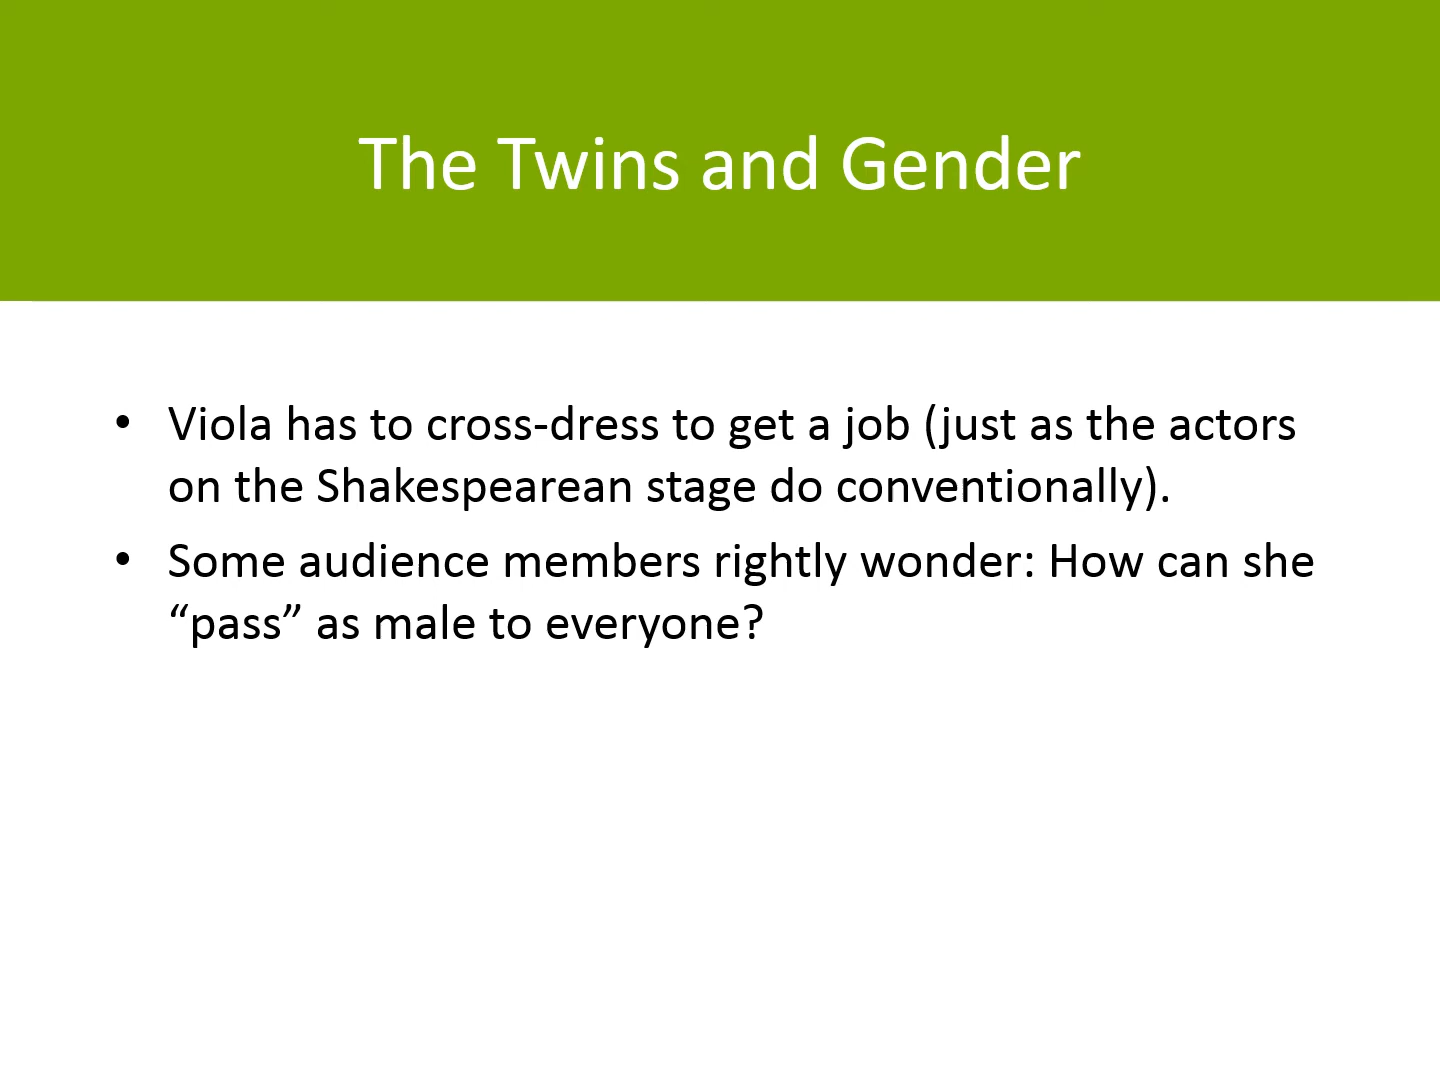 The Twins and Gender
• Viola has to cross-dress to get a job (just as the actors
on the Shakespearean stage do conventionally).
• Some audience members rightly wonder: How can she
“pass” as male to everyone?